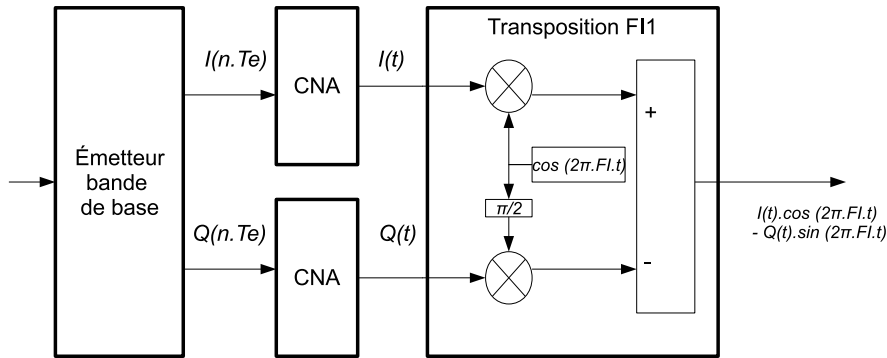 Transposition FI1
I(n.Te)
CNA
I(t)
+
Émetteur
bande
de base
cos (2π.FI.t)
π/2
I(t).cos (2π.FI.t)
- Q(t).sin (2π.FI.t)
Q(n.Te)
CNA
Q(t)
-